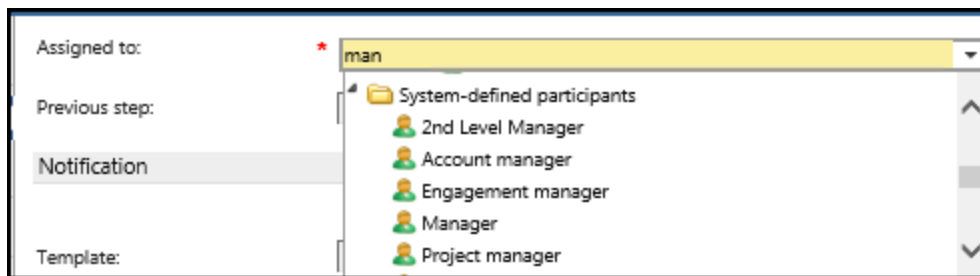 Assigned to: * man
System-defined participants
Previous step:
2nd Level Manager
Account manager
Notification
Engagement manager
Manager
Template:
Project manager